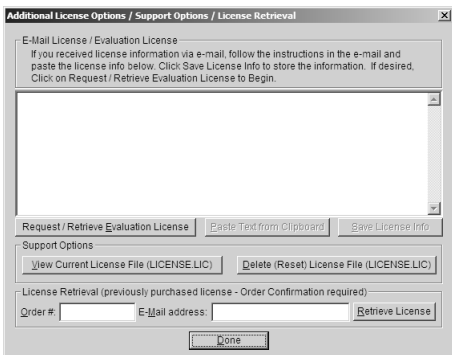 Additional License Options / Support Options / License Retrieval
E-Mail License / Evaluation License
If you received license information via e-mail, follow the instructions in the e-mail and
paste the license info below. Click Save License Info to store the information. If desired,
Click on Request / Retrieve Evaluation License to Begin.
Request / Retrieve Evaluation License
Paste Text from Clipboard
Save License Info
Support Options
View Current License File (LICENSE.LIC)
Delete (Reset) License File (LICENSE.LIC)
License Retrieval (previously purchased license - Order Confirmation required)
Order #:
E-Mail address:
Retrieve License
Done